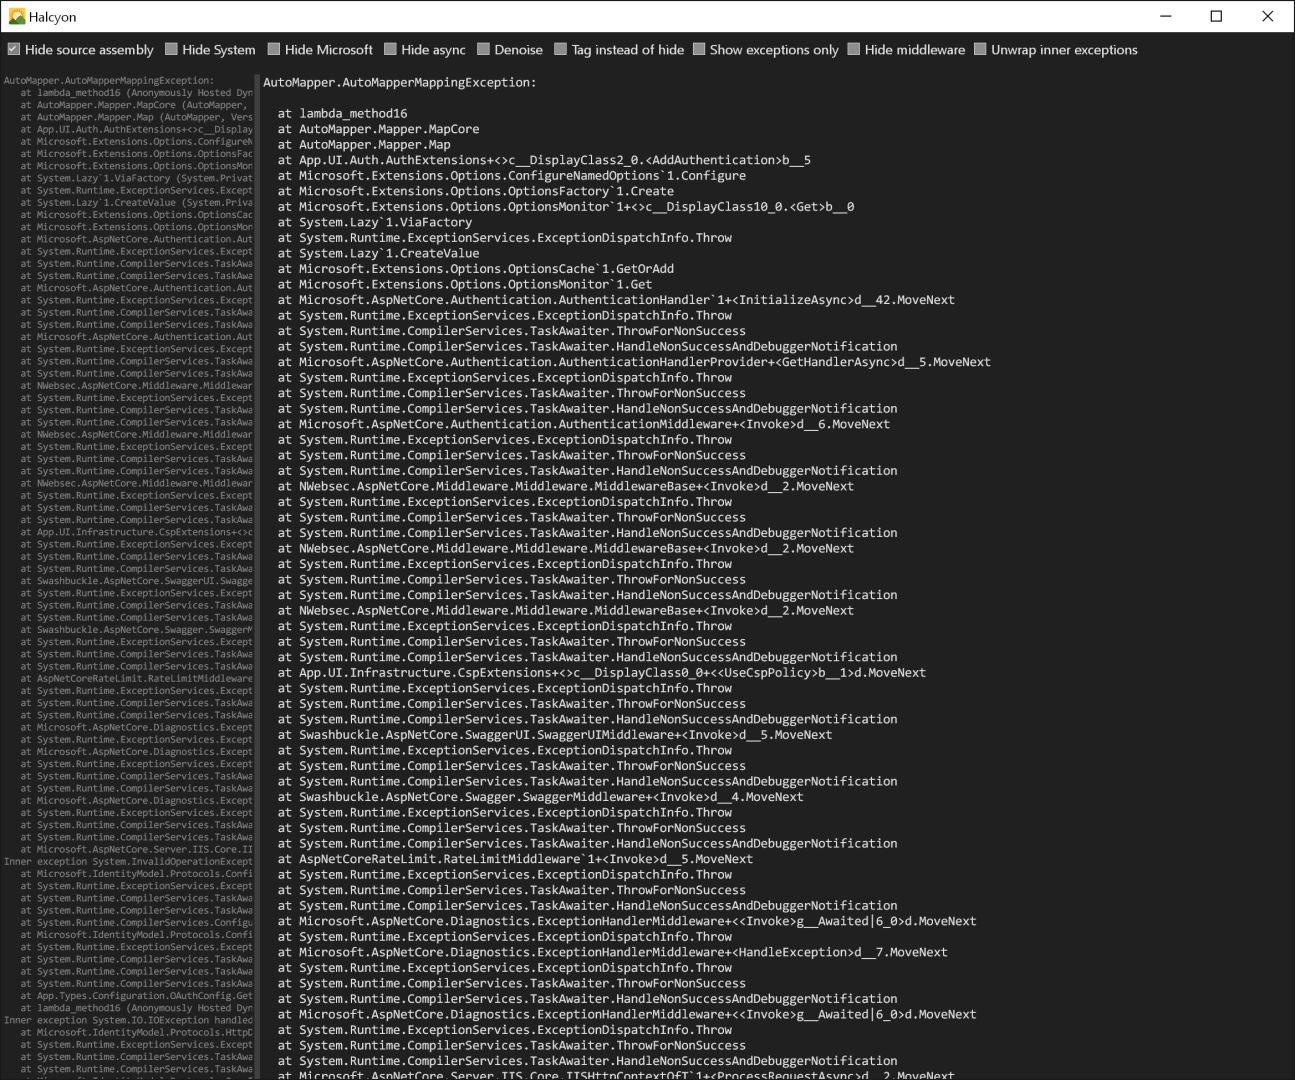 Halcyon
Hide source assembly Hide System Hide Microsoft Hide async Denoise Tag instead of hide Show exceptions only Hide middleware Unwrap inner exceptions
AutoMapper.AutoMapperMappingException:
at lambda_method16 (Anonymously Hosted Dyn
at AutoMapper.Mapper.MapCore (AutoMapper,
at AutoMapper.Mapper.Map (AutoMapper, Vers
at App.UI.Auth.AuthExtensions+<>c__Display
at Microsoft.Extensions.Options.ConfigureN
at Microsoft.Extensions.Options.OptionsFac
at Microsoft.Extensions.Options.OptionsMon
at System.Lazy`1.ViaFactory (System.Privat
at System.Runtime.ExceptionServices.Except
at System.Lazy`1.CreateValue (System.Priva
at Microsoft.Extensions.Options.OptionsCac
at Microsoft.Extensions.Options.OptionsMon
at Microsoft.AspNetCore.Authentication.Aut
at System.Runtime.ExceptionServices.Except
at System.Runtime.CompilerServices.TaskAwa
at System.Runtime.CompilerServices.TaskAwa
at Microsoft.AspNetCore.Authentication.Aut
at System.Runtime.ExceptionServices.Except
at System.Runtime.CompilerServices.TaskAwa
at System.Runtime.CompilerServices.TaskAwa
at Microsoft.AspNetCore.Authentication.Aut
at System.Runtime.ExceptionServices.Except
at System.Runtime.CompilerServices.TaskAwa
at System.Runtime.CompilerServices.TaskAwa
at NWebsec.AspNetCore.Middleware.Middlewar
at System.Runtime.ExceptionServices.Except
at System.Runtime.CompilerServices.TaskAwa
at System.Runtime.CompilerServices.TaskAwa
at NWebsec.AspNetCore.Middleware.Middlewar
at System.Runtime.ExceptionServices.Except
at System.Runtime.CompilerServices.TaskAwa
at System.Runtime.CompilerServices.TaskAwa
at NWebsec.AspNetCore.Middleware.Middlewar
at System.Runtime.ExceptionServices.Except
at System.Runtime.CompilerServices.TaskAwa
at System.Runtime.CompilerServices.TaskAwa
at App.UI.Infrastructure.CspExtensions+<>c
at System.Runtime.ExceptionServices.Except
at System.Runtime.CompilerServices.TaskAwa
at System.Runtime.CompilerServices.TaskAwa
at Swashbuckle.AspNetCore.SwaggerUI.Swagge
at System.Runtime.ExceptionServices.Except
at System.Runtime.CompilerServices.TaskAwa
at System.Runtime.CompilerServices.TaskAwa
at Swashbuckle.AspNetCore.Swagger.SwaggerM
at System.Runtime.ExceptionServices.Except
at System.Runtime.CompilerServices.TaskAwa
at System.Runtime.CompilerServices.TaskAwa
at AspNetCoreRateLimit.RateLimitMiddleware
at System.Runtime.ExceptionServices.Except
at System.Runtime.CompilerServices.TaskAwa
at System.Runtime.CompilerServices.TaskAwa
at Microsoft.AspNetCore.Diagnostics.Except
at System.Runtime.ExceptionServices.Except
at Microsoft.AspNetCore.Diagnostics.Except
at System.Runtime.ExceptionServices.Except
at System.Runtime.CompilerServices.TaskAwa
at System.Runtime.CompilerServices.TaskAwa
at Microsoft.AspNetCore.Diagnostics.Except
at System.Runtime.ExceptionServices.Except
at System.Runtime.CompilerServices.TaskAwa
at System.Runtime.CompilerServices.TaskAwa
at Microsoft.AspNetCore.Server.IIS.Core.II
Inner exception System.InvalidOperationExcept
at Microsoft.IdentityModel.Protocols.Confi
at System.Runtime.ExceptionServices.Except
at System.Runtime.CompilerServices.TaskAwa
at System.Runtime.CompilerServices.TaskAwa
at System.Runtime.CompilerServices.Configu
at Microsoft.IdentityModel.Protocols.Confi
at System.Runtime.ExceptionServices.Except
at System.Runtime.CompilerServices.TaskAwa
at System.Runtime.CompilerServices.TaskAwa
at System.Runtime.CompilerServices.TaskAwa
at App.Types.Configuration.OAuthConfig.Get
at lambda_method16 (Anonymously Hosted Dyn
Inner exception System.IO.IOException handled
at Microsoft.IdentityModel.Protocols.HttpD
at System.Runtime.ExceptionServices.Except
at System.Runtime.CompilerServices.TaskAwa
at System.Runtime.CompilerServices.TaskAwa
AutoMapper.AutoMapperMappingException:
at lambda_method16
at AutoMapper.Mapper.MapCore
at AutoMapper.Mapper.Map
at App.UI.Auth.AuthExtensions+<>c__DisplayClass2_0.<AddAuthentication>b__5
at Microsoft.Extensions.Options.ConfigureNamedOptions`1.Configure
at Microsoft.Extensions.Options.OptionsFactory`1.Create
at Microsoft.Extensions.Options.OptionsMonitor`1+<>c__DisplayClass10_0.<Get>b__0
at System.Lazy`1.ViaFactory
at System.Runtime.ExceptionServices.ExceptionDispatchInfo.Throw
at System.Lazy`1.CreateValue
at Microsoft.Extensions.Options.OptionsCache`1.GetOrAdd
at Microsoft.Extensions.Options.OptionsMonitor`1.Get
at Microsoft.AspNetCore.Authentication.AuthenticationHandler`1+<InitializeAsync>d__42.MoveNext
at System.Runtime.ExceptionServices.ExceptionDispatchInfo.Throw
at System.Runtime.CompilerServices.TaskAwaiter.ThrowForNonSuccess
at System.Runtime.CompilerServices.TaskAwaiter.HandleNonSuccessAndDebuggerNotification
at Microsoft.AspNetCore.Authentication.AuthenticationHandlerProvider+<GetHandlerAsync>d__5.MoveNext
at System.Runtime.ExceptionServices.ExceptionDispatchInfo.Throw
at System.Runtime.CompilerServices.TaskAwaiter.ThrowForNonSuccess
at System.Runtime.CompilerServices.TaskAwaiter.HandleNonSuccessAndDebuggerNotification
at Microsoft.AspNetCore.Authentication.AuthenticationMiddleware+<Invoke>d__6.MoveNext
at System.Runtime.ExceptionServices.ExceptionDispatchInfo.Throw
at System.Runtime.CompilerServices.TaskAwaiter.ThrowForNonSuccess
at System.Runtime.CompilerServices.TaskAwaiter.HandleNonSuccessAndDebuggerNotification
at NWebsec.AspNetCore.Middleware.Middleware.MiddlewareBase+<Invoke>d__2.MoveNext
at System.Runtime.ExceptionServices.ExceptionDispatchInfo.Throw
at System.Runtime.CompilerServices.TaskAwaiter.ThrowForNonSuccess
at System.Runtime.CompilerServices.TaskAwaiter.HandleNonSuccessAndDebuggerNotification
at NWebsec.AspNetCore.Middleware.Middleware.MiddlewareBase+<Invoke>d__2.MoveNext
at System.Runtime.ExceptionServices.ExceptionDispatchInfo.Throw
at System.Runtime.CompilerServices.TaskAwaiter.ThrowForNonSuccess
at System.Runtime.CompilerServices.TaskAwaiter.HandleNonSuccessAndDebuggerNotification
at NWebsec.AspNetCore.Middleware.Middleware.MiddlewareBase+<Invoke>d__2.MoveNext
at System.Runtime.ExceptionServices.ExceptionDispatchInfo.Throw
at System.Runtime.CompilerServices.TaskAwaiter.ThrowForNonSuccess
at System.Runtime.CompilerServices.TaskAwaiter.HandleNonSuccessAndDebuggerNotification
at App.UI.Infrastructure.CspExtensions+<>c__DisplayClass0_0+<<UseCspPolicy>b__1>d.MoveNext
at System.Runtime.ExceptionServices.ExceptionDispatchInfo.Throw
at System.Runtime.CompilerServices.TaskAwaiter.ThrowForNonSuccess
at System.Runtime.CompilerServices.TaskAwaiter.HandleNonSuccessAndDebuggerNotification
at Swashbuckle.AspNetCore.SwaggerUI.SwaggerUIMiddleware+<Invoke>d__5.MoveNext
at System.Runtime.ExceptionServices.ExceptionDispatchInfo.Throw
at System.Runtime.CompilerServices.TaskAwaiter.ThrowForNonSuccess
at System.Runtime.CompilerServices.TaskAwaiter.HandleNonSuccessAndDebuggerNotification
at Swashbuckle.AspNetCore.Swagger.SwaggerMiddleware+<Invoke>d__4.MoveNext
at System.Runtime.ExceptionServices.ExceptionDispatchInfo.Throw
at System.Runtime.CompilerServices.TaskAwaiter.ThrowForNonSuccess
at System.Runtime.CompilerServices.TaskAwaiter.HandleNonSuccessAndDebuggerNotification
at AspNetCoreRateLimit.RateLimitMiddleware`1+<Invoke>d__5.MoveNext
at System.Runtime.ExceptionServices.ExceptionDispatchInfo.Throw
at System.Runtime.CompilerServices.TaskAwaiter.ThrowForNonSuccess
at System.Runtime.CompilerServices.TaskAwaiter.HandleNonSuccessAndDebuggerNotification
at Microsoft.AspNetCore.Diagnostics.ExceptionHandlerMiddleware+<<Invoke>g__Awaited|6_0>d.MoveNext
at System.Runtime.ExceptionServices.ExceptionDispatchInfo.Throw
at Microsoft.AspNetCore.Diagnostics.ExceptionHandlerMiddleware+<HandleException>d__7.MoveNext
at System.Runtime.ExceptionServices.ExceptionDispatchInfo.Throw
at System.Runtime.CompilerServices.TaskAwaiter.ThrowForNonSuccess
at System.Runtime.CompilerServices.TaskAwaiter.HandleNonSuccessAndDebuggerNotification
at Microsoft.AspNetCore.Diagnostics.ExceptionHandlerMiddleware+<<Invoke>g__Awaited|6_0>d.MoveNext
at System.Runtime.ExceptionServices.ExceptionDispatchInfo.Throw
at System.Runtime.CompilerServices.TaskAwaiter.ThrowForNonSuccess
at System.Runtime.CompilerServices.TaskAwaiter.HandleNonSuccessAndDebuggerNotification
at Microsoft.AspNetCore.Server.IIS.Core.IISHttpContextOfT`1+<ProcessRequestAsync>d__2.MoveNext